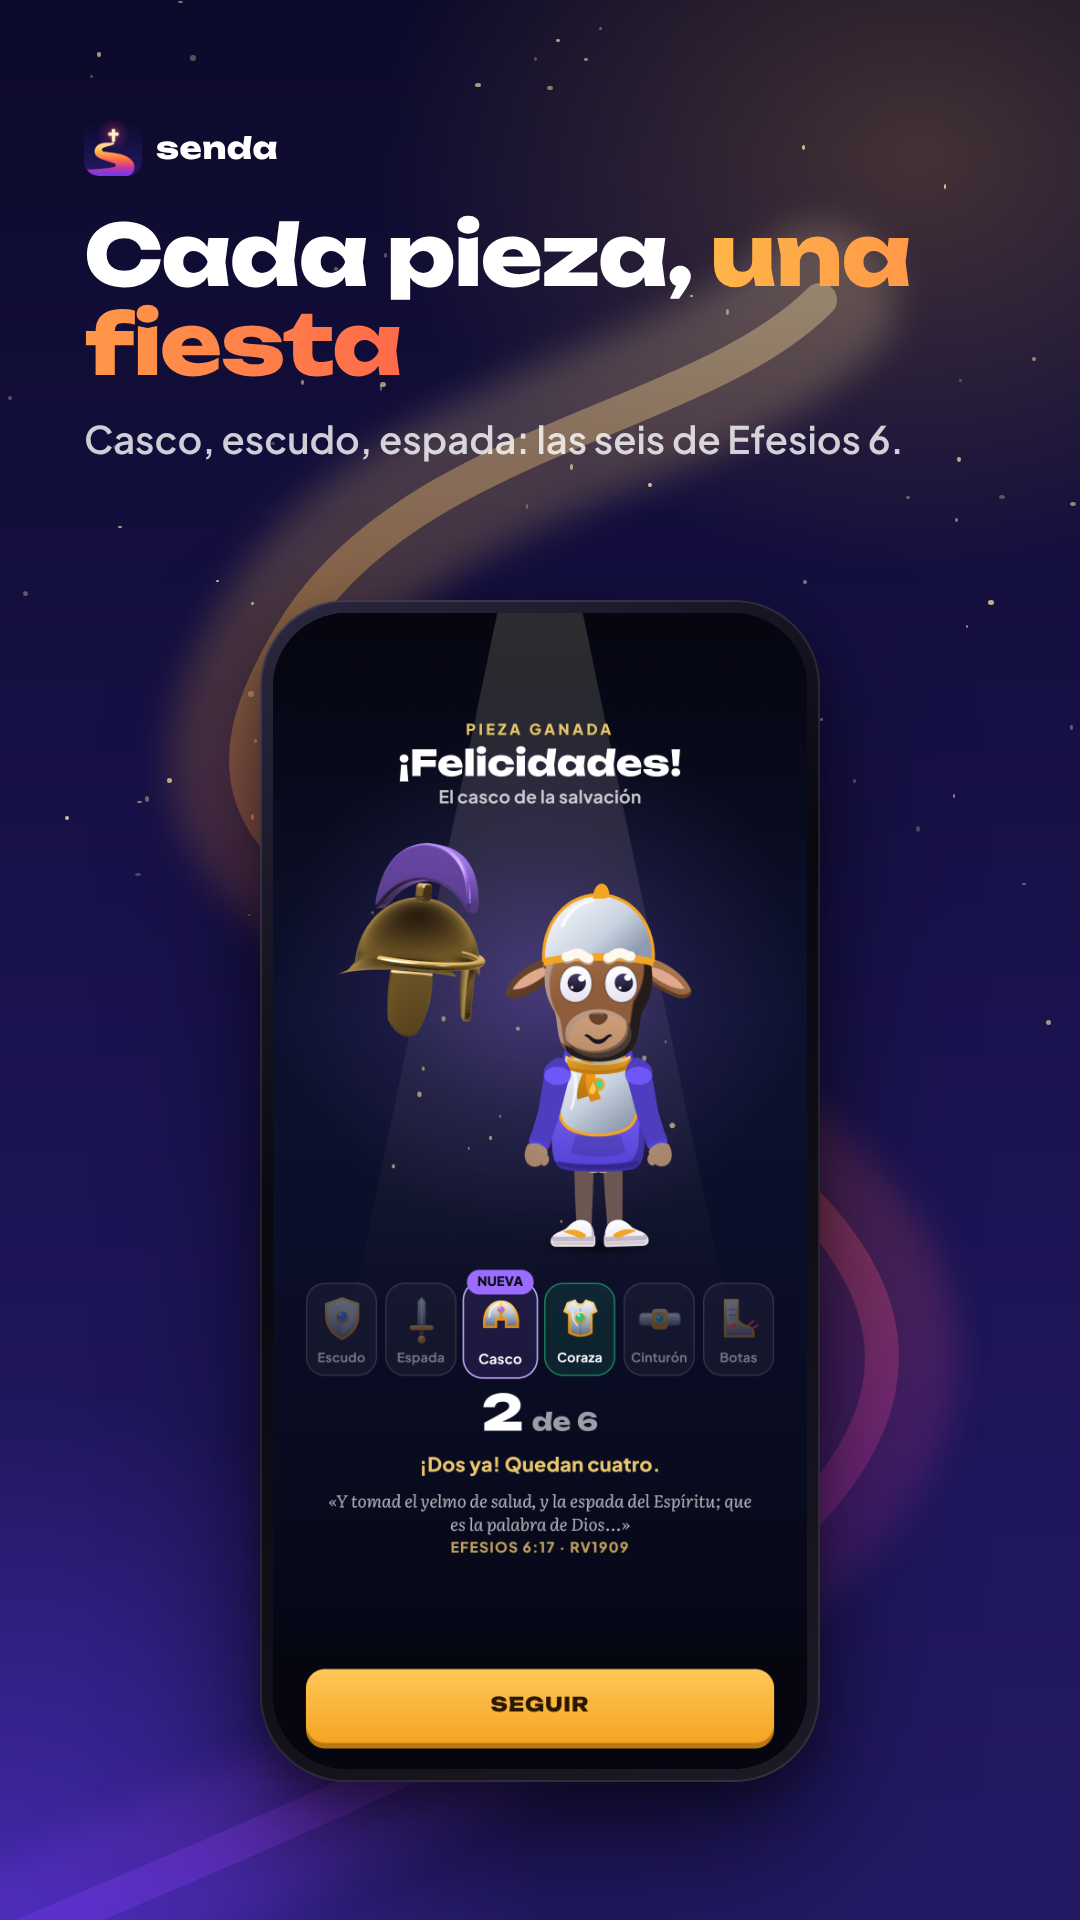 senda
Cada pieza, una
fiesta
Casco, escudo, espada: las seis de Efesios 6.
PIEZA GANADA
¡Felicidades!
El casco de la salvación
NUEVA
Escudo
Espada
Casco
Coraza
Cinturón
Botas
2 de 6
¡Dos ya! Quedan cuatro.
«Y tomad el yelmo de salud, y la espada del Espíritu; que
es la palabra de Dios...»
EFESIOS 6:17 · RV1909
SEGUIR